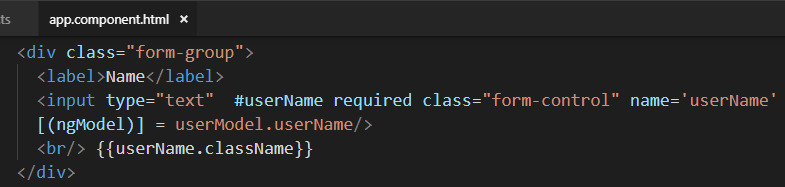 ts app.component.html ×
<div class="form-group">
<label>Name</label>
<input type="text"  #userName required class="form-control" name='userName'
[(ngModel)] = userModel.userName/>
<br/> {{userName.className}}
</div>